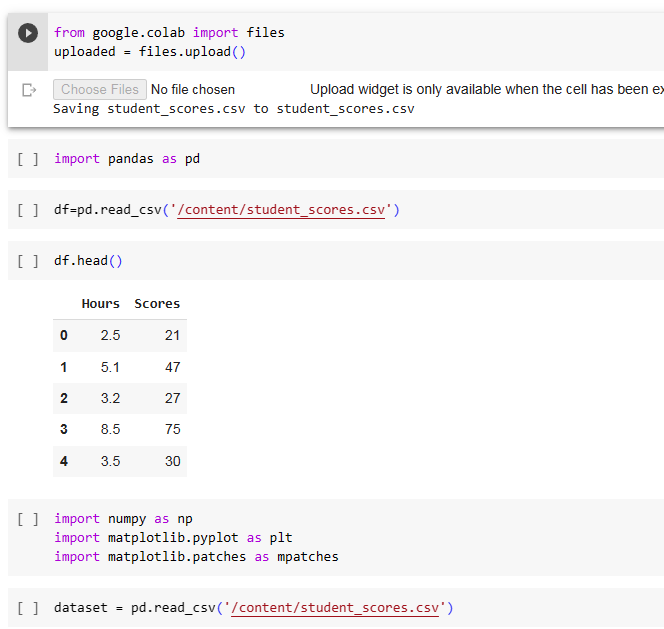 from google.colab import files
uploaded = files.upload()
Choose Files No file chosen Upload widget is only available when the cell has been ex
Saving student_scores.csv to student_scores.csv
[ ] import pandas as pd
[ ] df=pd.read_csv('/content/student_scores.csv')
[ ] df.head()
Hours Scores
0 2.5 21
1 5.1 47
2 3.2 27
3 8.5 75
4 3.5 30
[ ] import numpy as np
import matplotlib.pyplot as plt
import matplotlib.patches as mpatches
[ ] dataset = pd.read_csv('/content/student_scores.csv')